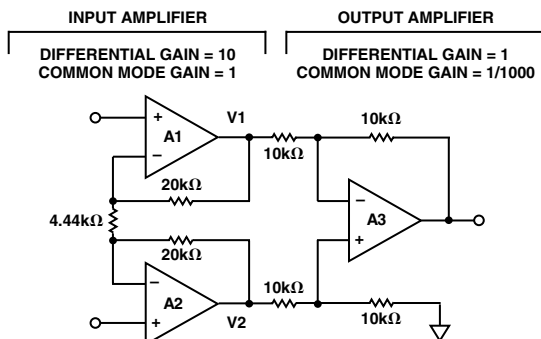 INPUT AMPLIFIER
OUTPUT AMPLIFIER
DIFFERENTIAL GAIN = 10
COMMON MODE GAIN = 1
DIFFERENTIAL GAIN = 1
COMMON MODE GAIN = 1/1000
+
A1
–
V1
10kΩ
10kΩ
20kΩ
4.44kΩ
20kΩ
–
A3
+
–
A2
+
V2
10kΩ
10kΩ